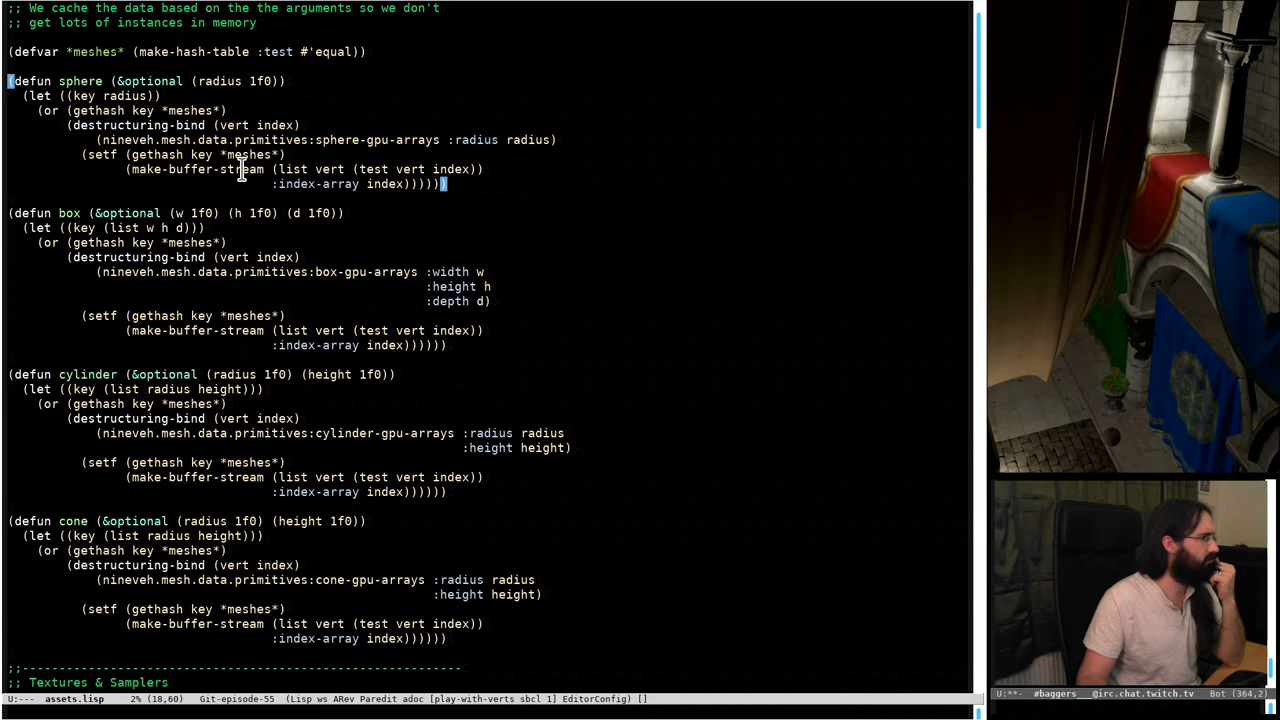 ;; We cache the data based on the the arguments so we don't
;; get lots of instances in memory
(defvar *meshes* (make-hash-table :test #'equal))
(defun sphere (&optional (radius 1f0))
(let ((key radius))
(or (gethash key *meshes*)
(destructuring-bind (vert index)
(nineveh.mesh.data.primitives:sphere-gpu-arrays :radius radius)
(setf (gethash key *meshes*)
(make-buffer-stream (list vert (test vert index))
:index-array index))))))
(defun box (&optional (w 1f0) (h 1f0) (d 1f0))
(let ((key (list w h d)))
(or (gethash key *meshes*)
(destructuring-bind (vert index)
(nineveh.mesh.data.primitives:box-gpu-arrays :width w
:height h
:depth d)
(setf (gethash key *meshes*)
(make-buffer-stream (list vert (test vert index))
:index-array index))))))
(defun cylinder (&optional (radius 1f0) (height 1f0))
(let ((key (list radius height)))
(or (gethash key *meshes*)
(destructuring-bind (vert index)
(nineveh.mesh.data.primitives:cylinder-gpu-arrays :radius radius
:height height)
(setf (gethash key *meshes*)
(make-buffer-stream (list vert (test vert index))
:index-array index))))))
(defun cone (&optional (radius 1f0) (height 1f0))
(let ((key (list radius height)))
(or (gethash key *meshes*)
(destructuring-bind (vert index)
(nineveh.mesh.data.primitives:cone-gpu-arrays :radius radius
:height height)
(setf (gethash key *meshes*)
(make-buffer-stream (list vert (test vert index))
:index-array index))))))
;;------------------------------------------------------------
;; Textures & Samplers
U:--- assets.lisp 2% (18,60) Git-episode-55 (Lisp ws ARev Paredit adoc [play-with-verts sbcl 1] EditorConfig) []
U:**- #baggers___@irc.chat.twitch.tv Bot (364,2)